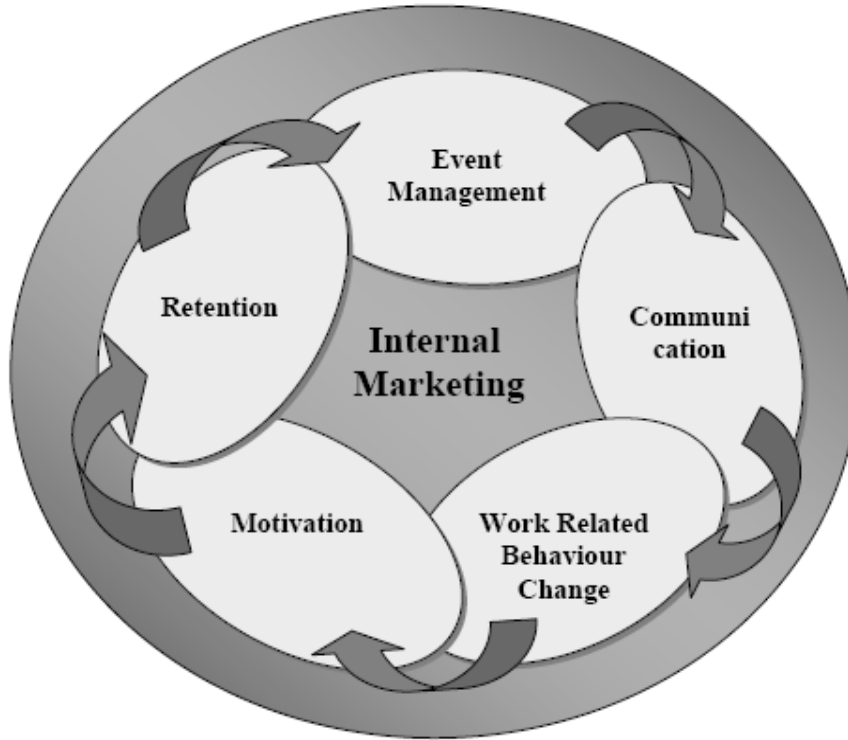 Event
Management
Retention
Internal
Marketing
Communi
cation
Motivation
Work Related
Behaviour
Change